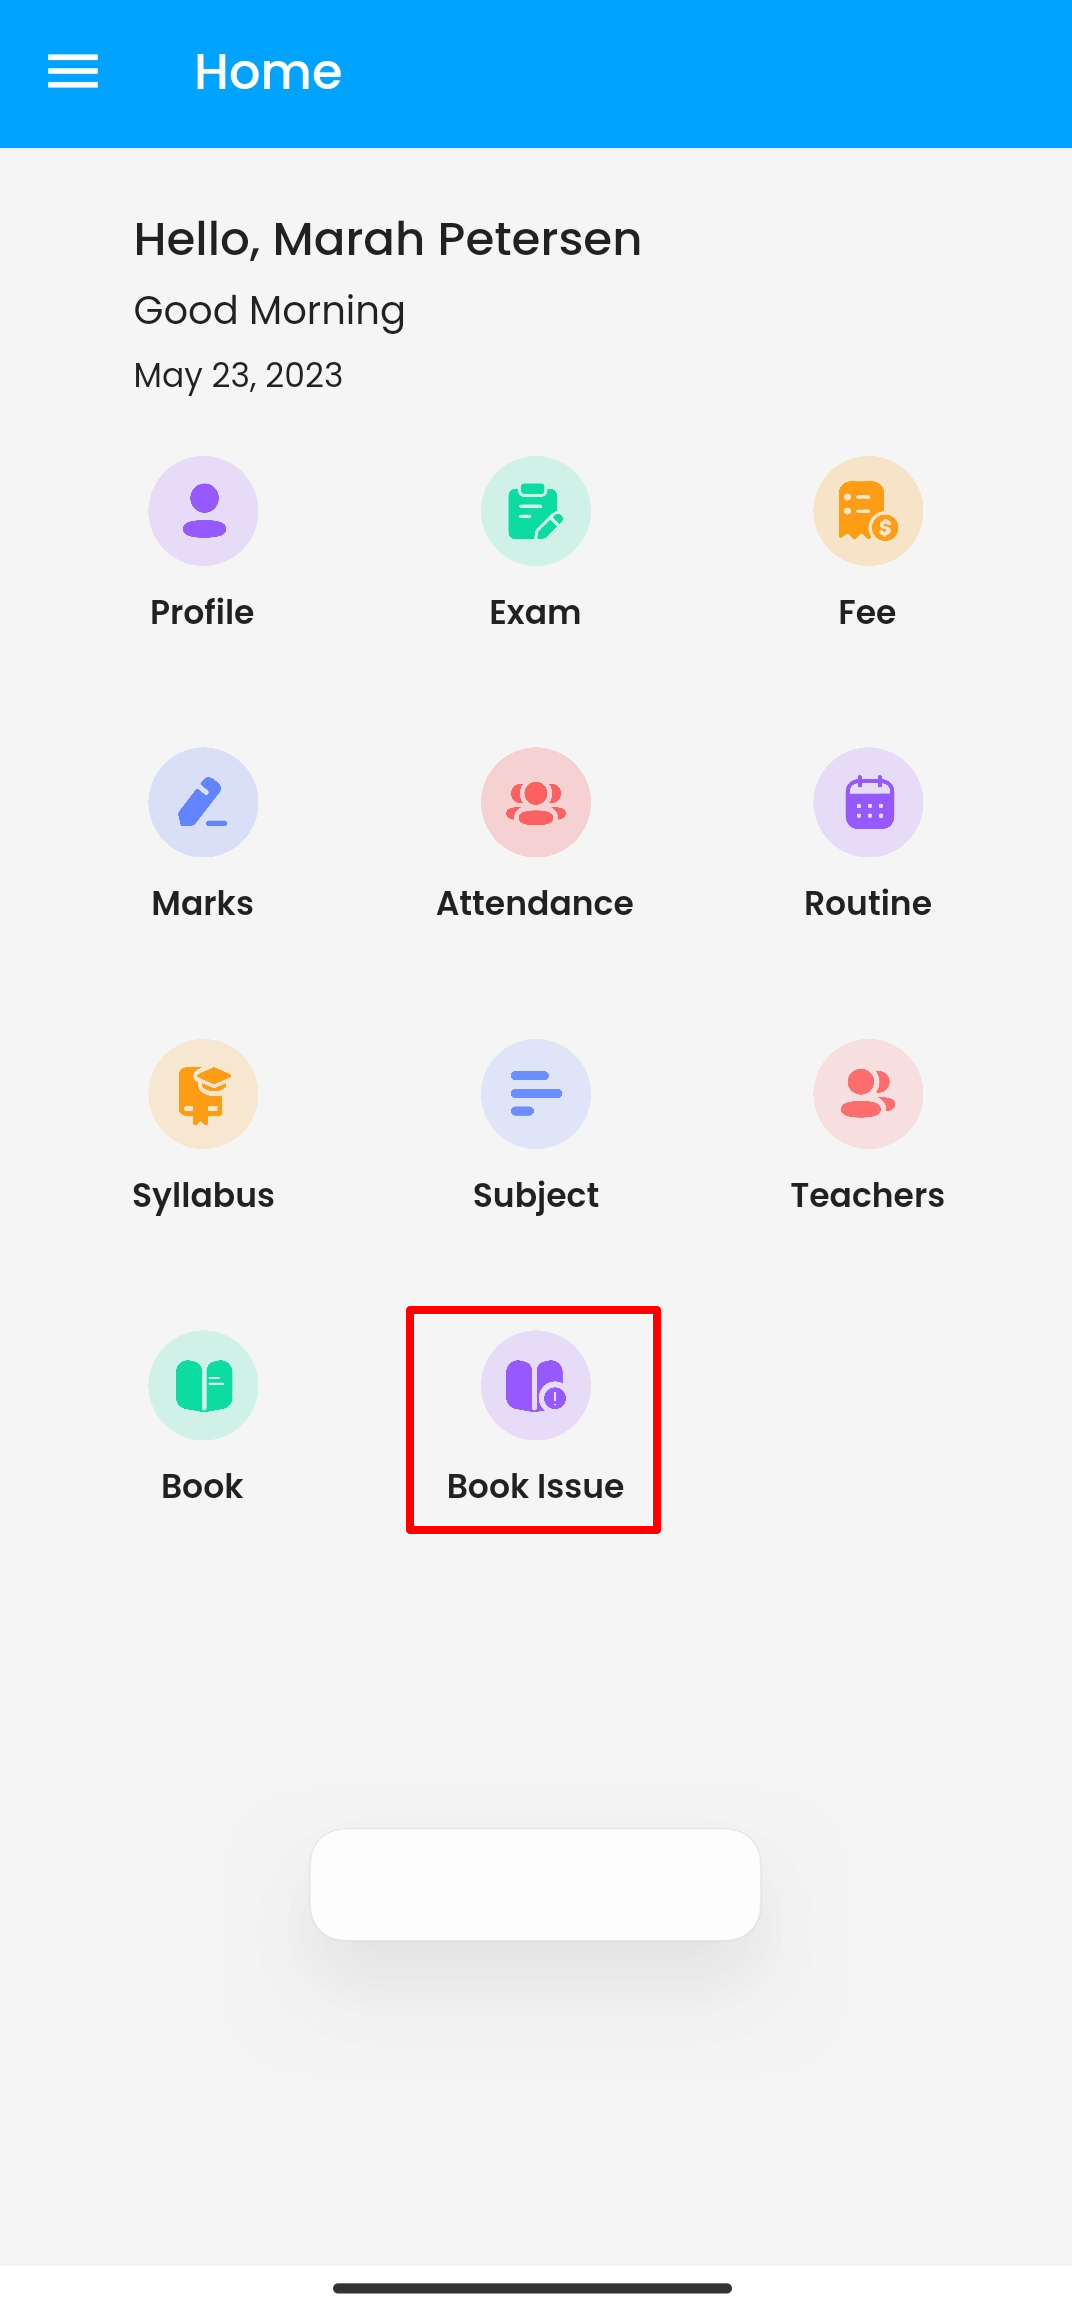 Home
Hello, Marah Petersen
Good Morning
May 23, 2023
Profile
Exam
Fee
Marks
Attendance
Routine
Syllabus
Subject
Teachers
Book
Book Issue